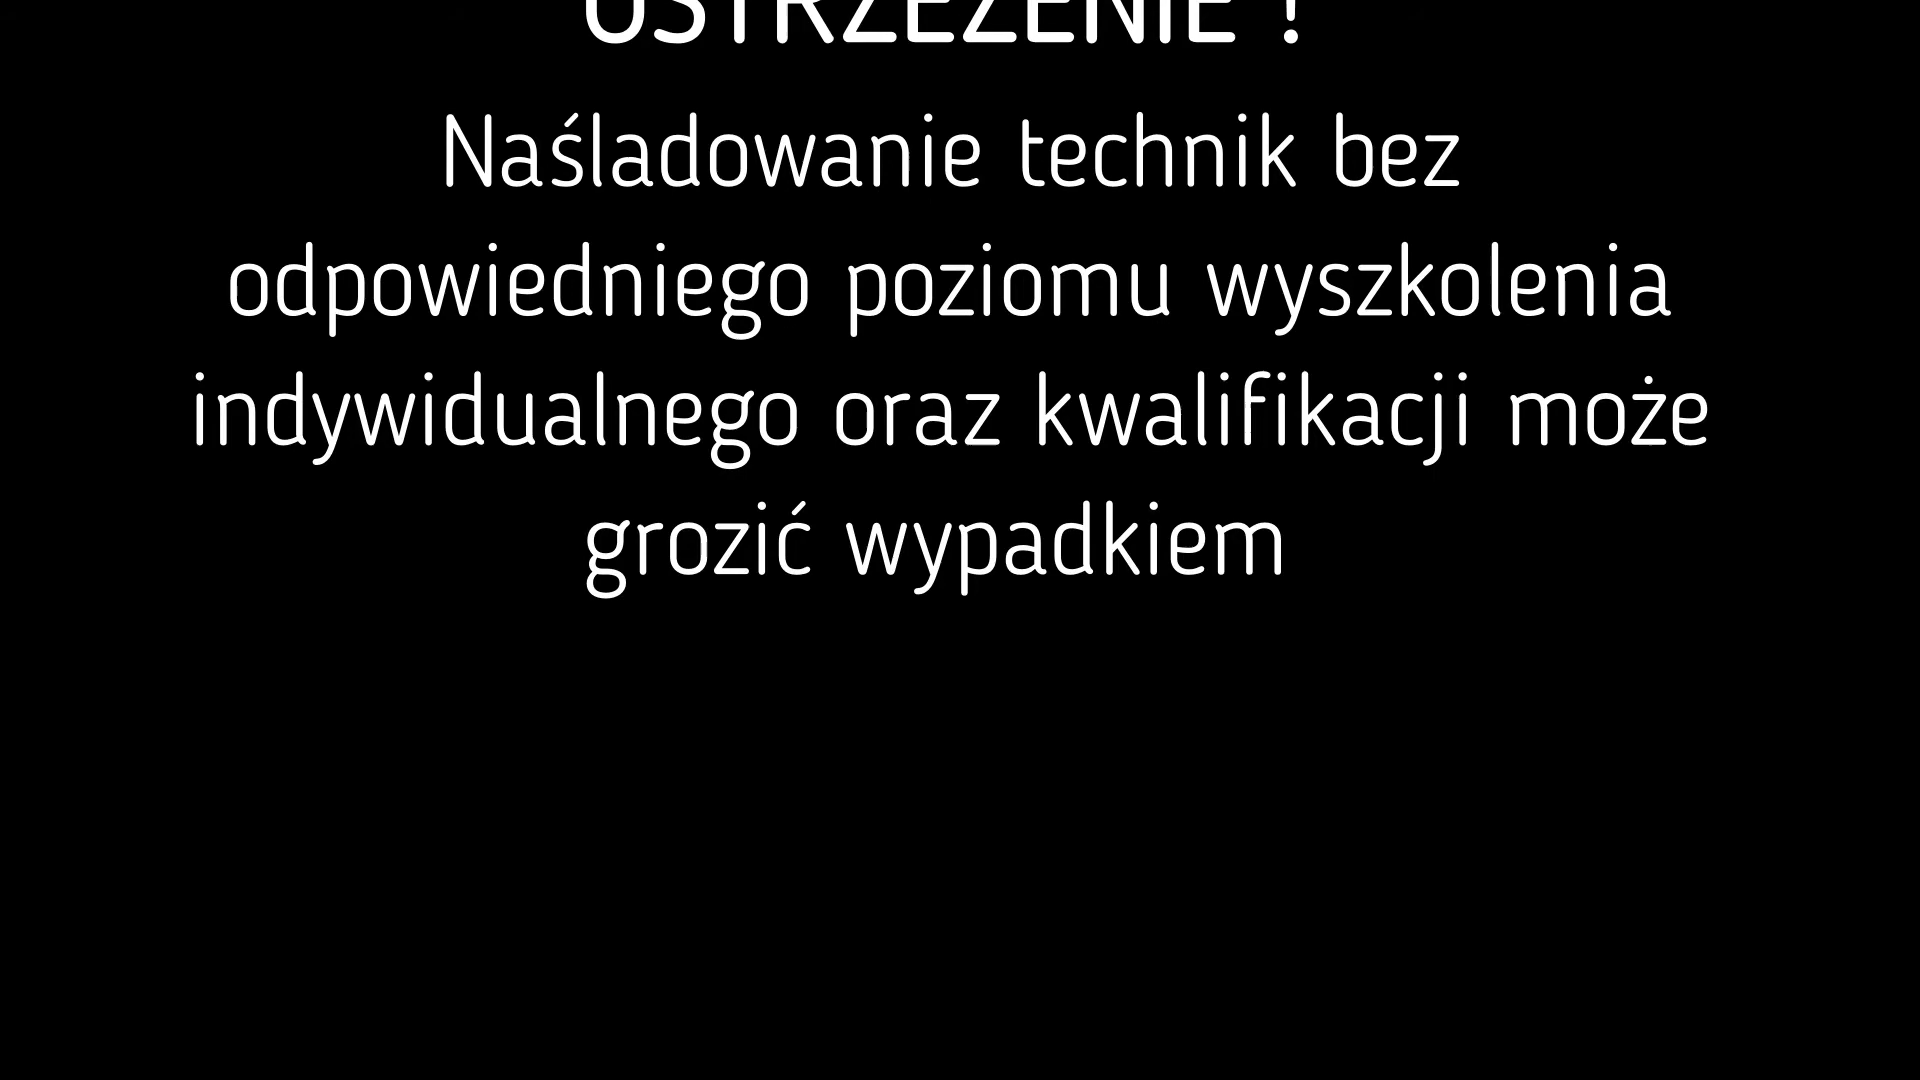 OSTRZEŻENIE !
Naśladowanie technik bez
odpowiedniego poziomu wyszkolenia
indywidualnego oraz kwalifikacji może
grozić wypadkiem